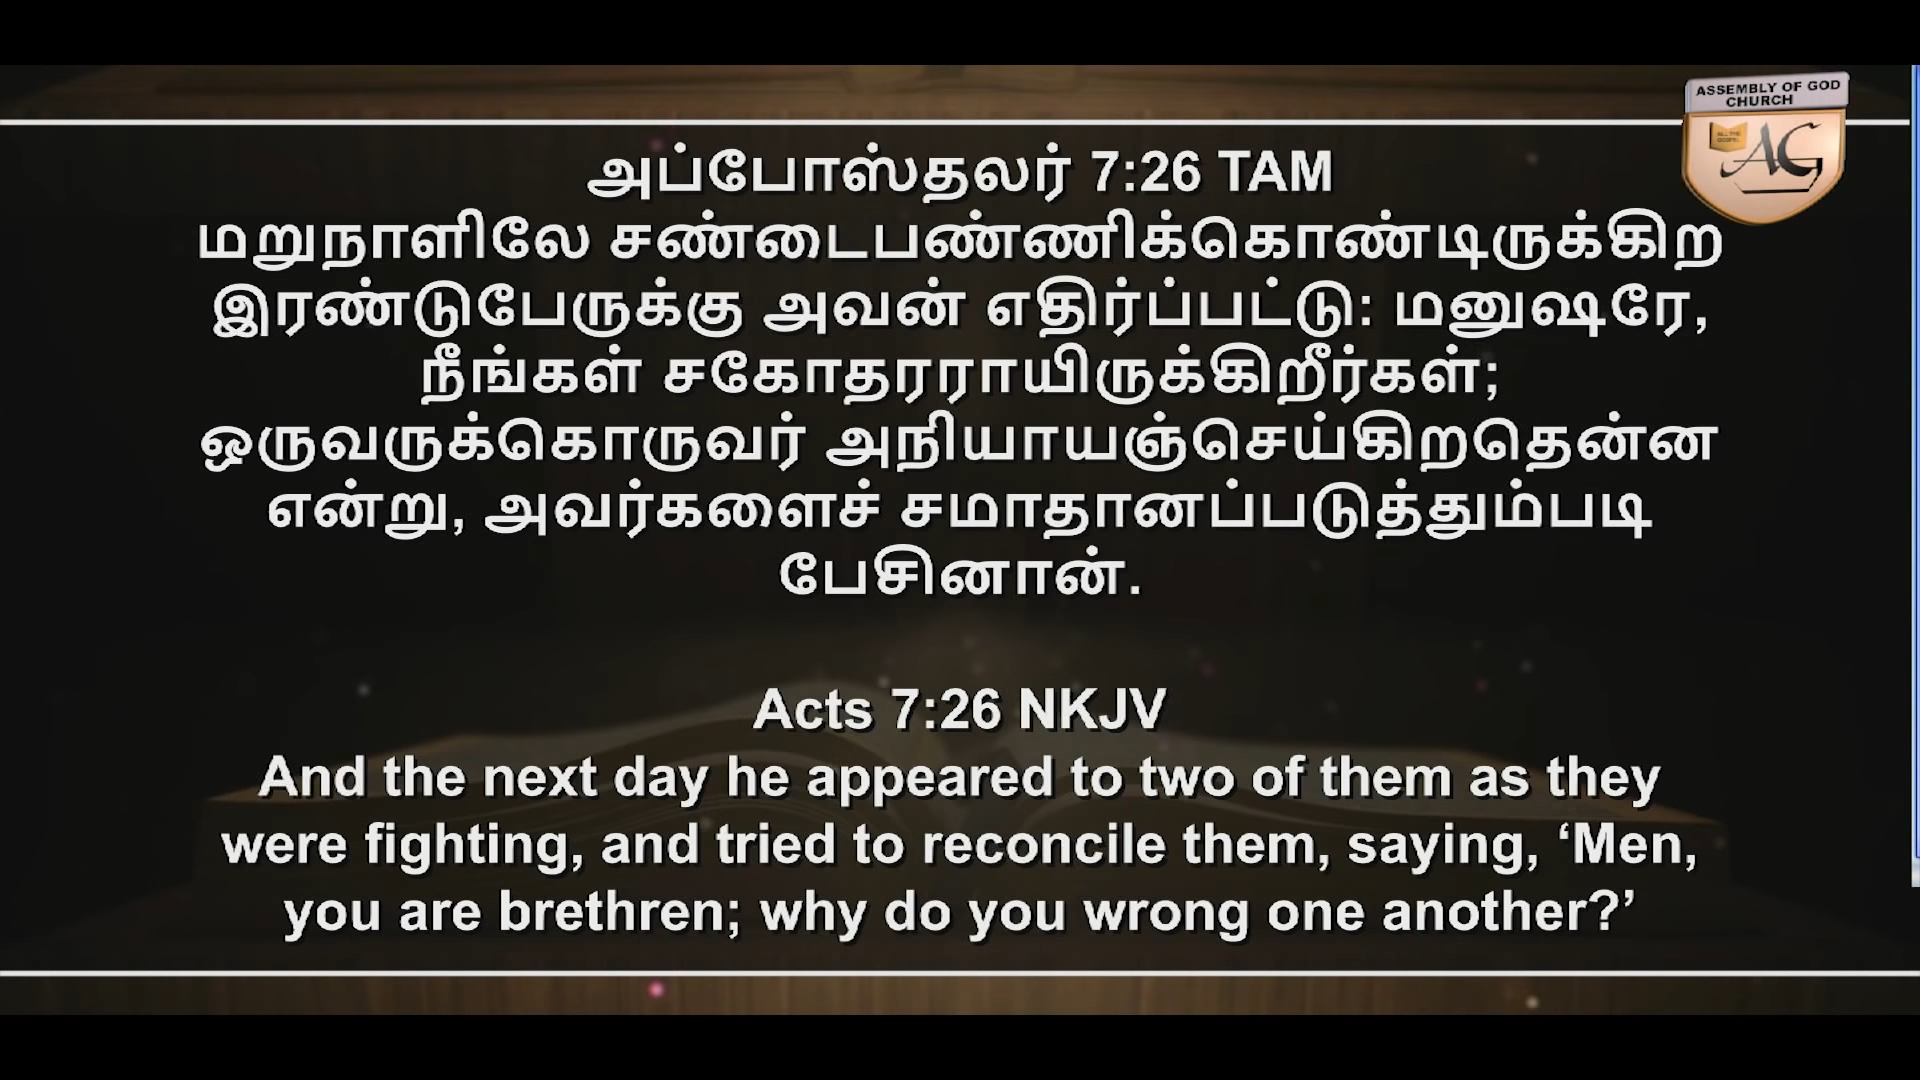 ASSEMBLY OF GOD
CHURCH
ALL THE
GOSPEL
AG
அப்போஸ்தலர் 7:26 TAM
மறுநாளிலே சண்டைபண்ணிக்கொண்டிருக்கிற
இரண்டுபேருக்கு அவன் எதிர்ப்பட்டு: மனுஷரே,
நீங்கள் சகோதரராயிருக்கிறீர்கள்;
ஒருவருக்கொருவர் அநியாயஞ்செய்கிறதென்ன
என்று, அவர்களைச் சமாதானப்படுத்தும்படி
பேசினான்.
Acts 7:26 NKJV
And the next day he appeared to two of them as they
were fighting, and tried to reconcile them, saying, ‘Men,
you are brethren; why do you wrong one another?’